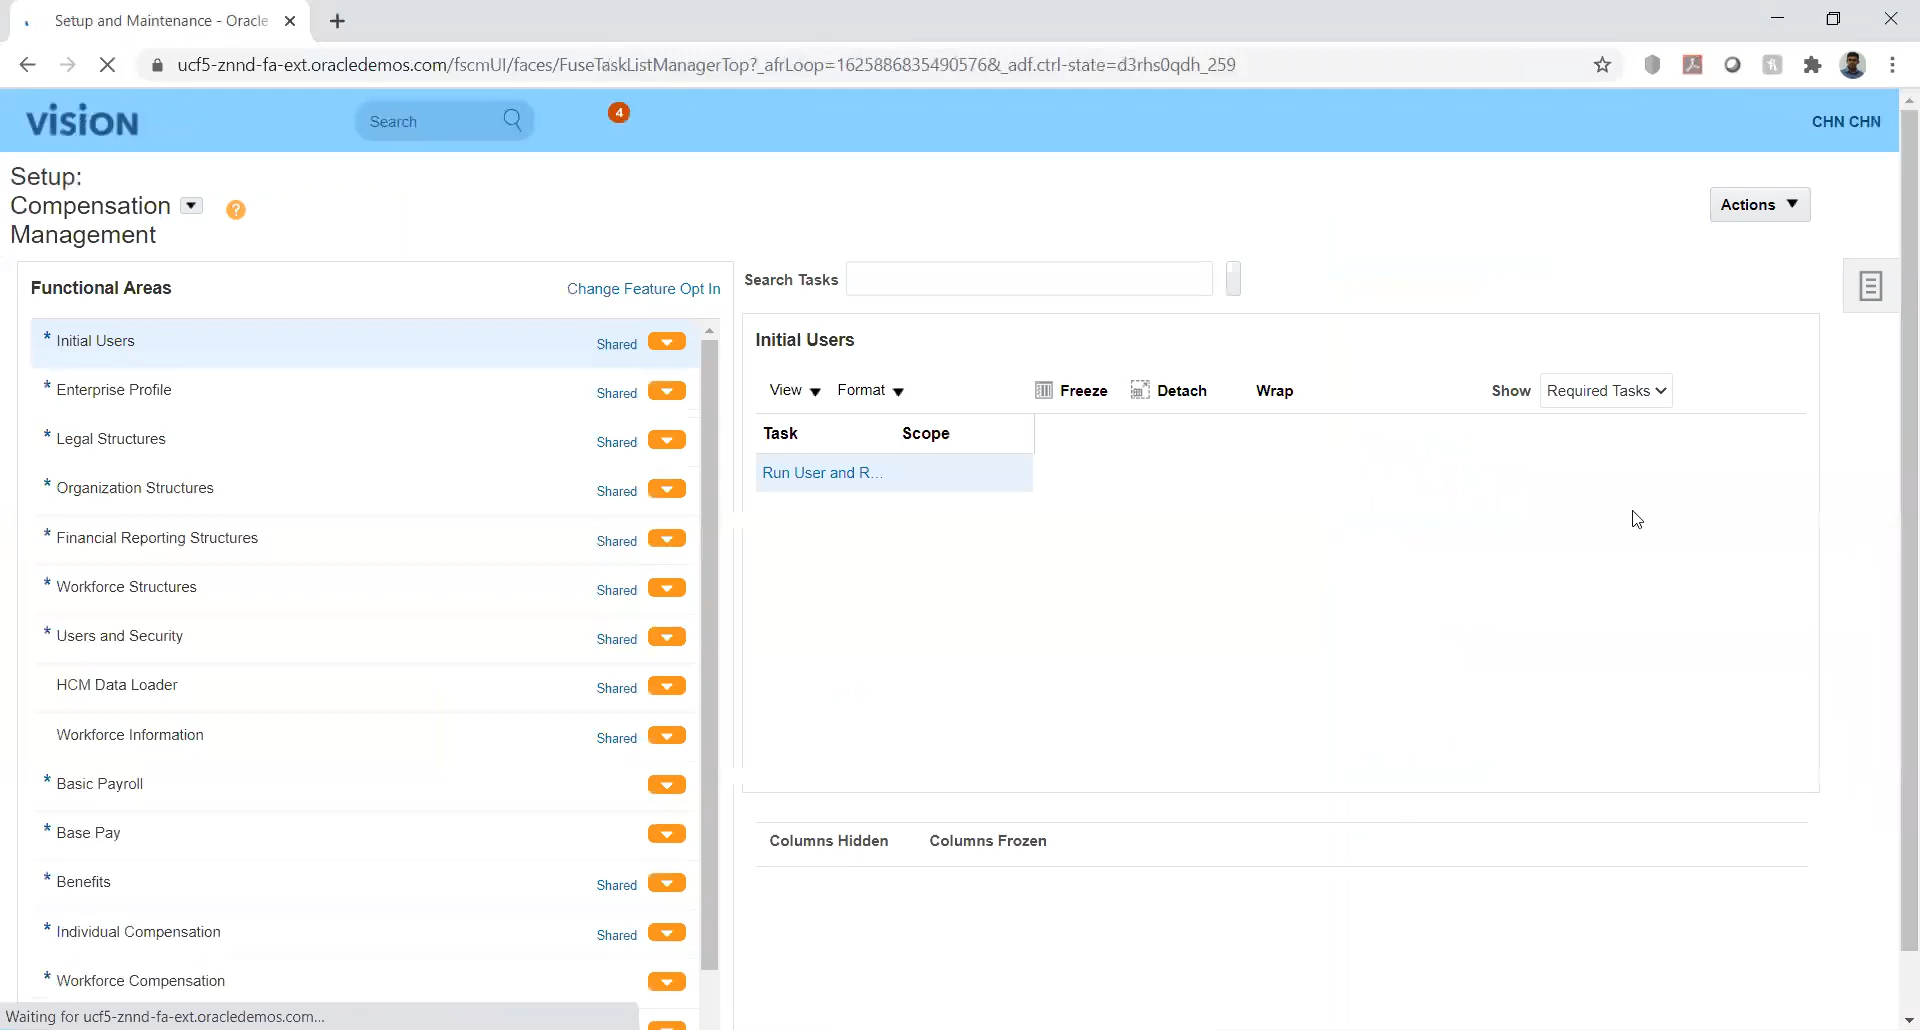 Setup and Maintenance - Oracle
ucf5-znnd-fa-ext.oracledemos.com/fscmUI/faces/FuseTaskListManagerTop?_afrLoop=16258868354905768&_adf.ctrl-state=d3rhs0qdh_259
VISION
Search
4
CHN CHN
Setup:
Compensation
Management
?
Actions
Functional Areas
Change Feature Opt In
Search Tasks
* Initial Users Shared
* Enterprise Profile Shared
* Legal Structures Shared
* Organization Structures Shared
* Financial Reporting Structures Shared
* Workforce Structures Shared
* Users and Security Shared
HCM Data Loader Shared
Workforce Information Shared
* Basic Payroll
* Base Pay
* Benefits Shared
* Individual Compensation Shared
* Workforce Compensation
Initial Users
View Format Freeze Detach Wrap Show Required Tasks
Task Scope
Run User and R...
Columns Hidden Columns Frozen
Waiting for ucf5-znnd-fa-ext.oracledemos.com...